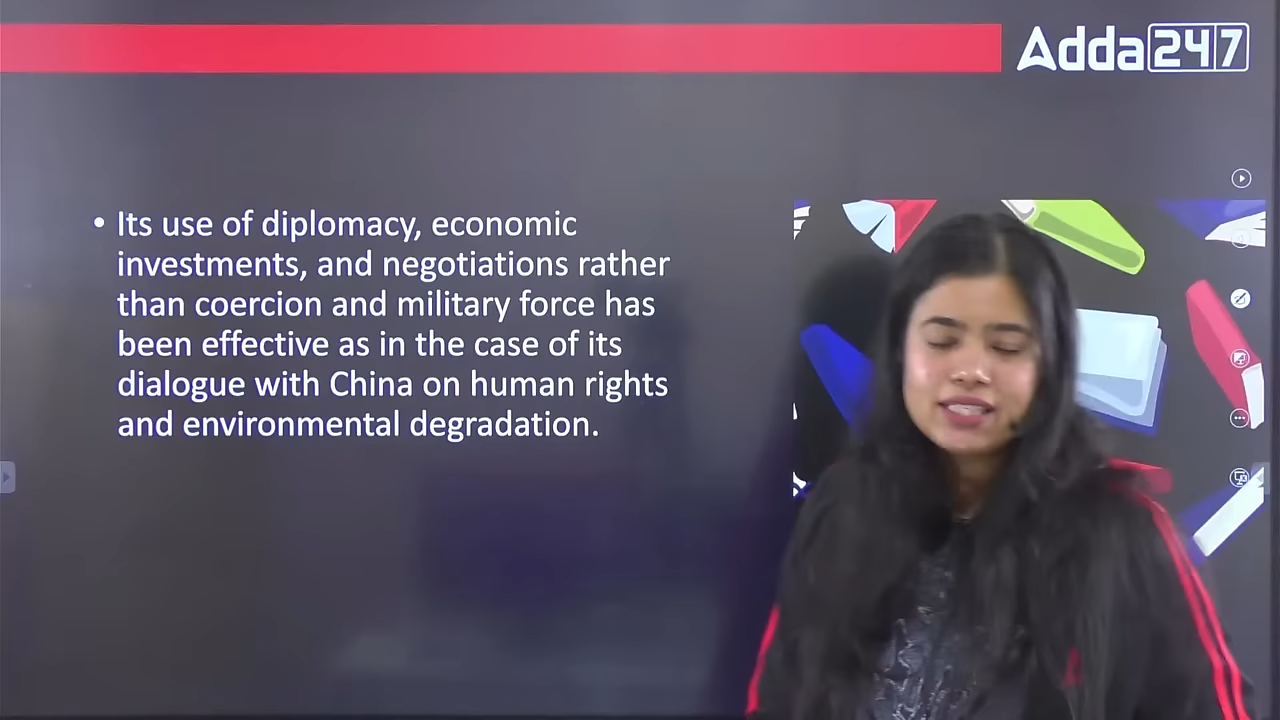 Adda247
• Its use of diplomacy, economic
investments, and negotiations rather
than coercion and military force has
been effective as in the case of its
dialogue with China on human rights
and environmental degradation.